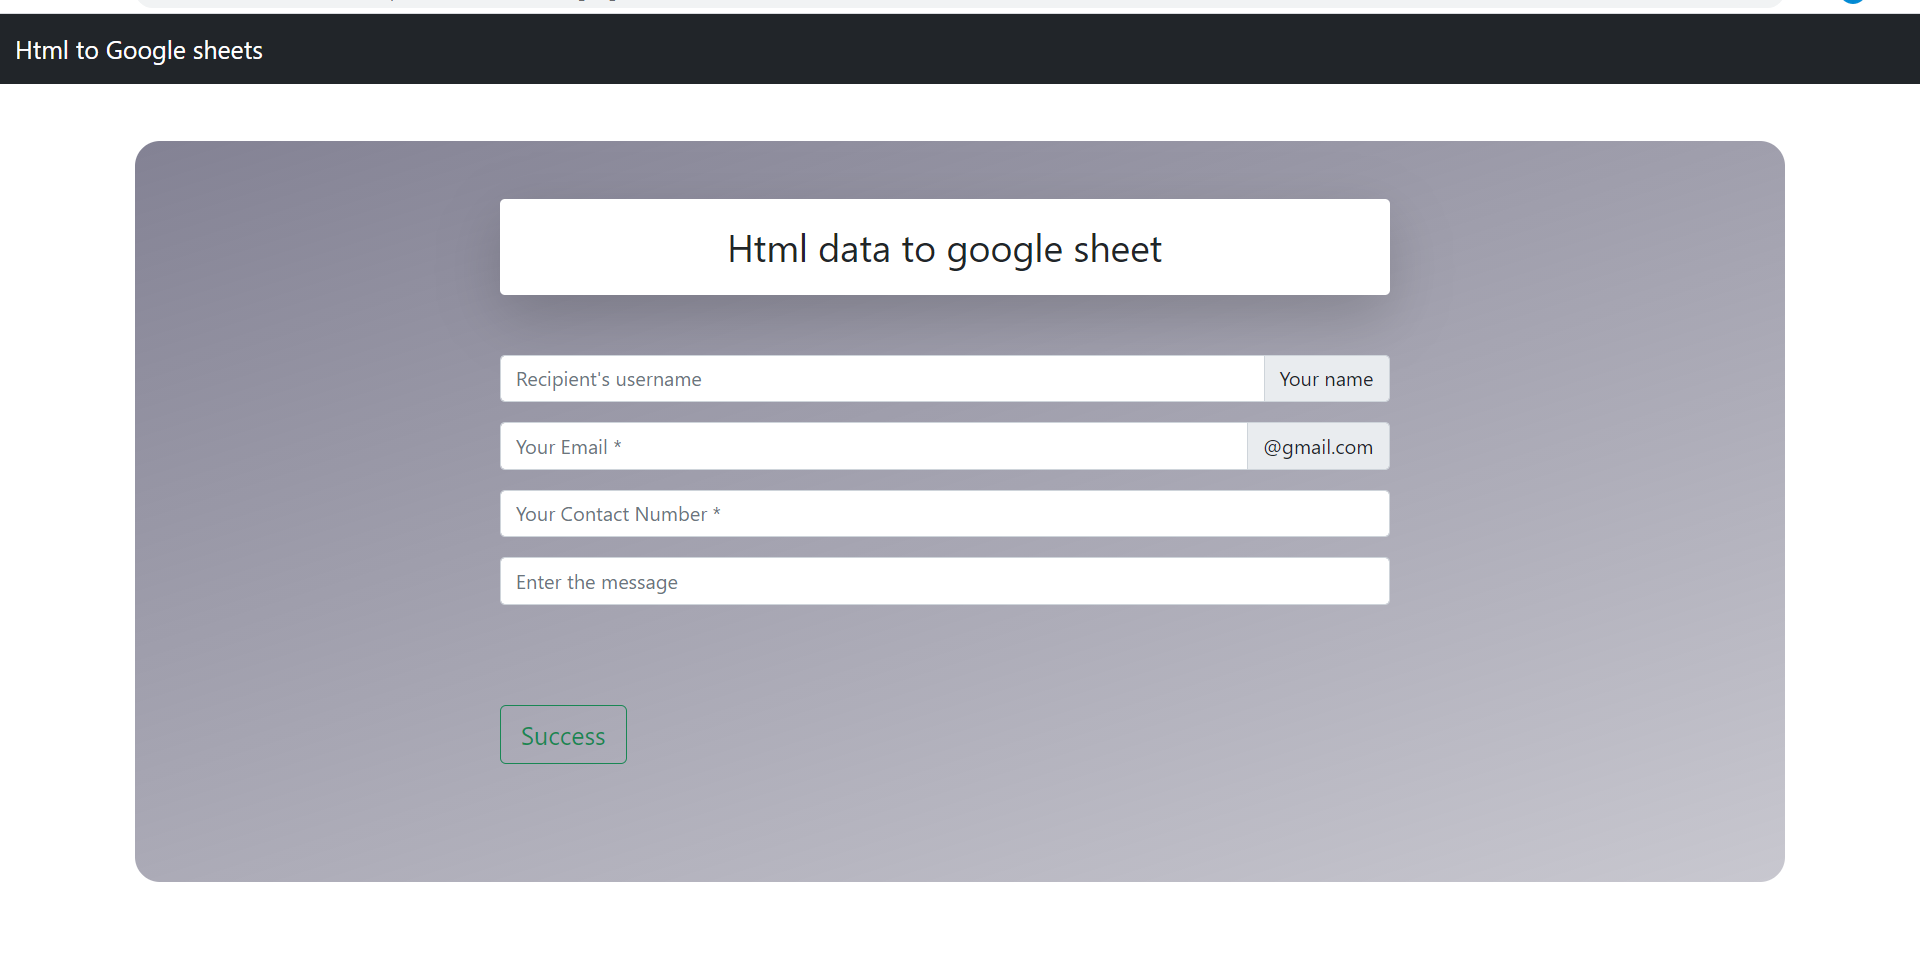 Html to Google sheets
Html data to google sheet
Recipient's username
Your name
Your Email *
@gmail.com
Your Contact Number *
Enter the message
Success